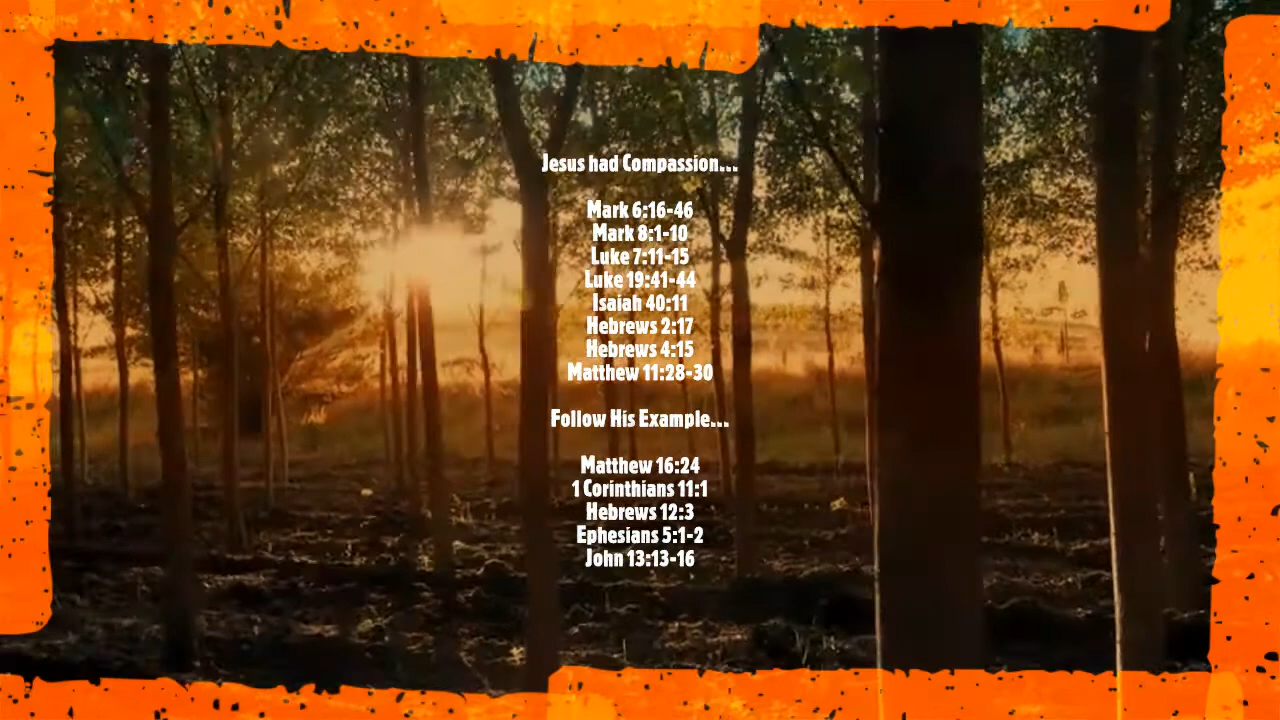 Jesus had Compassion...
Mark 6:16-46
Mark 8:1-10
Luke 7:11-15
Luke 19:41-44
Isaiah 40:11
Hebrews 2:17
Hebrews 4:15
Matthew 11:28-30
Follow His Example...
Matthew 16:24
1 Corinthians 11:1
Hebrews 12:3
Ephesians 5:1-2
John 13:13-16